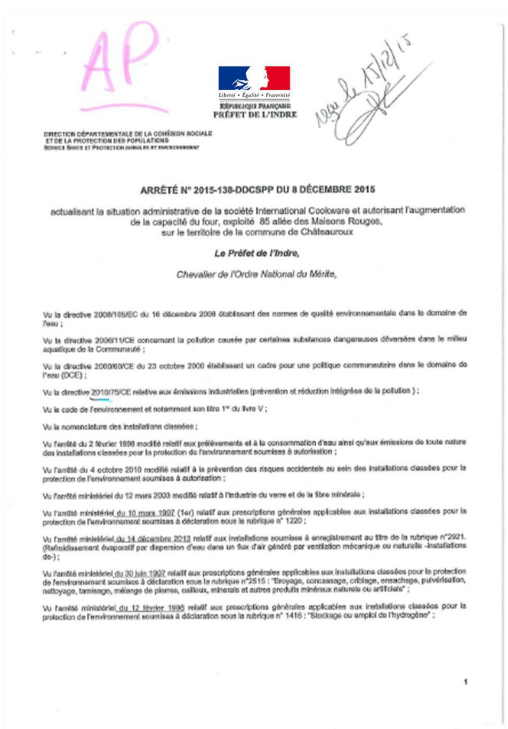 AP
reçu le 15/12/15
Liberté • Égalité • Fraternité
RÉPUBLIQUE FRANÇAISE
PRÉFET DE L'INDRE
DIRECTION DÉPARTEMENTALE DE LA COHÉSION SOCIALE
ET DE LA PROTECTION DES POPULATIONS
SERVICE SANTÉ ET PROTECTION ANIMALES ET ENVIRONNEMENT
ARRÊTÉ N° 2015-138-DDCSPP DU 8 DÉCEMBRE 2015
actualisant la situation administrative de la société International Cookware et autorisant l'augmentation
de la capacité du four, exploité 85 allée des Maisons Rouges,
sur le territoire de la commune de Châteauroux
Le Préfet de l'Indre,
Chevalier de l'Ordre National du Mérite,
Vu la directive 2008/105/EC du 16 décembre 2008 établissant des normes de qualité environnementale dans le domaine de
l'eau ;
Vu la directive 2006/11/CE concernant la pollution causée par certaines substances dangereuses déversées dans le milieu
aquatique de la Communauté ;
Vu la directive 2000/60/CE du 23 octobre 2000 établissant un cadre pour une politique communautaire dans le domaine de
l'eau (DCE) ;
Vu la directive 2010/75/CE relative aux émissions industrielles (prévention et réduction intégrées de la pollution ) ;
Vu le code de l'environnement et notamment son titre 1er du livre V ;
Vu la nomenclature des installations classées ;
Vu l'arrêté du 2 février 1998 modifié relatif aux prélèvements et à la consommation d'eau ainsi qu'aux émissions de toute nature
des installations classées pour la protection de l'environnement soumises à autorisation ;
Vu l'arrêté du 4 octobre 2010 modifié relatif à la prévention des risques accidentels au sein des installations classées pour la
protection de l'environnement soumises à autorisation ;
Vu l'arrêté ministériel du 12 mars 2003 modifié relatif à l'industrie du verre et de la fibre minérale ;
Vu l'arrêté ministériel du 10 mars 1997 (1er) relatif aux prescriptions générales applicables aux installations classées pour la
protection de l'environnement soumises à déclaration sous la rubrique n° 1220 ;
Vu l'arrêté ministériel du 14 décembre 2013 relatif aux installations soumises à enregistrement au titre de la rubrique n°2921.
(Refroidissement évaporatif par dispersion d'eau dans un flux d'air généré par ventilation mécanique ou naturelle -installations
de-) ;
Vu l'arrêté ministériel du 30 juin 1997 relatif aux prescriptions générales applicables aux installations classées pour la protection
de l'environnement soumises à déclaration sous la rubrique n°2515 : "Broyage, concassage, criblage, ensachage, pulvérisation,
nettoyage, tamisage, mélange de pierres, cailloux, minerais et autres produits minéraux naturels ou artificiels" ;
Vu l'arrêté ministériel du 12 février 1998 relatif aux prescriptions générales applicables aux installations classées pour la
protection de l'environnement soumises à déclaration sous la rubrique n° 1416 : "Stockage ou emploi de l'hydrogène" ;
1